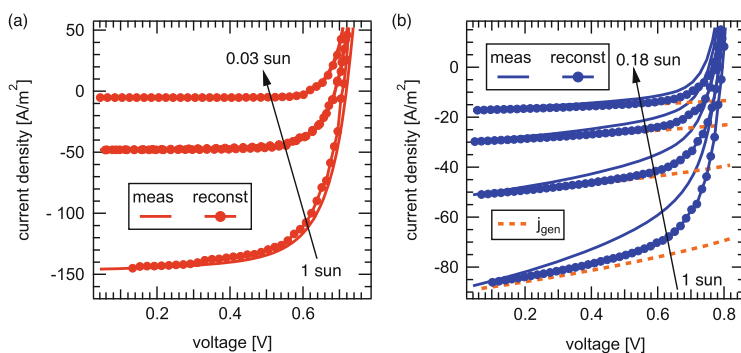 (a)
50
0
-50
- 100
-150
0.2
0.4
0.6
voltage [V]
current density [A/m²]
0.03 sun
meas reconst
1 sun
(b)
0
-20
-40
-60
-80
0.2
0.4
0.6
0.8
voltage [V]
current density [A/m²]
meas reconst
0.18 sun
jgen
1 sun